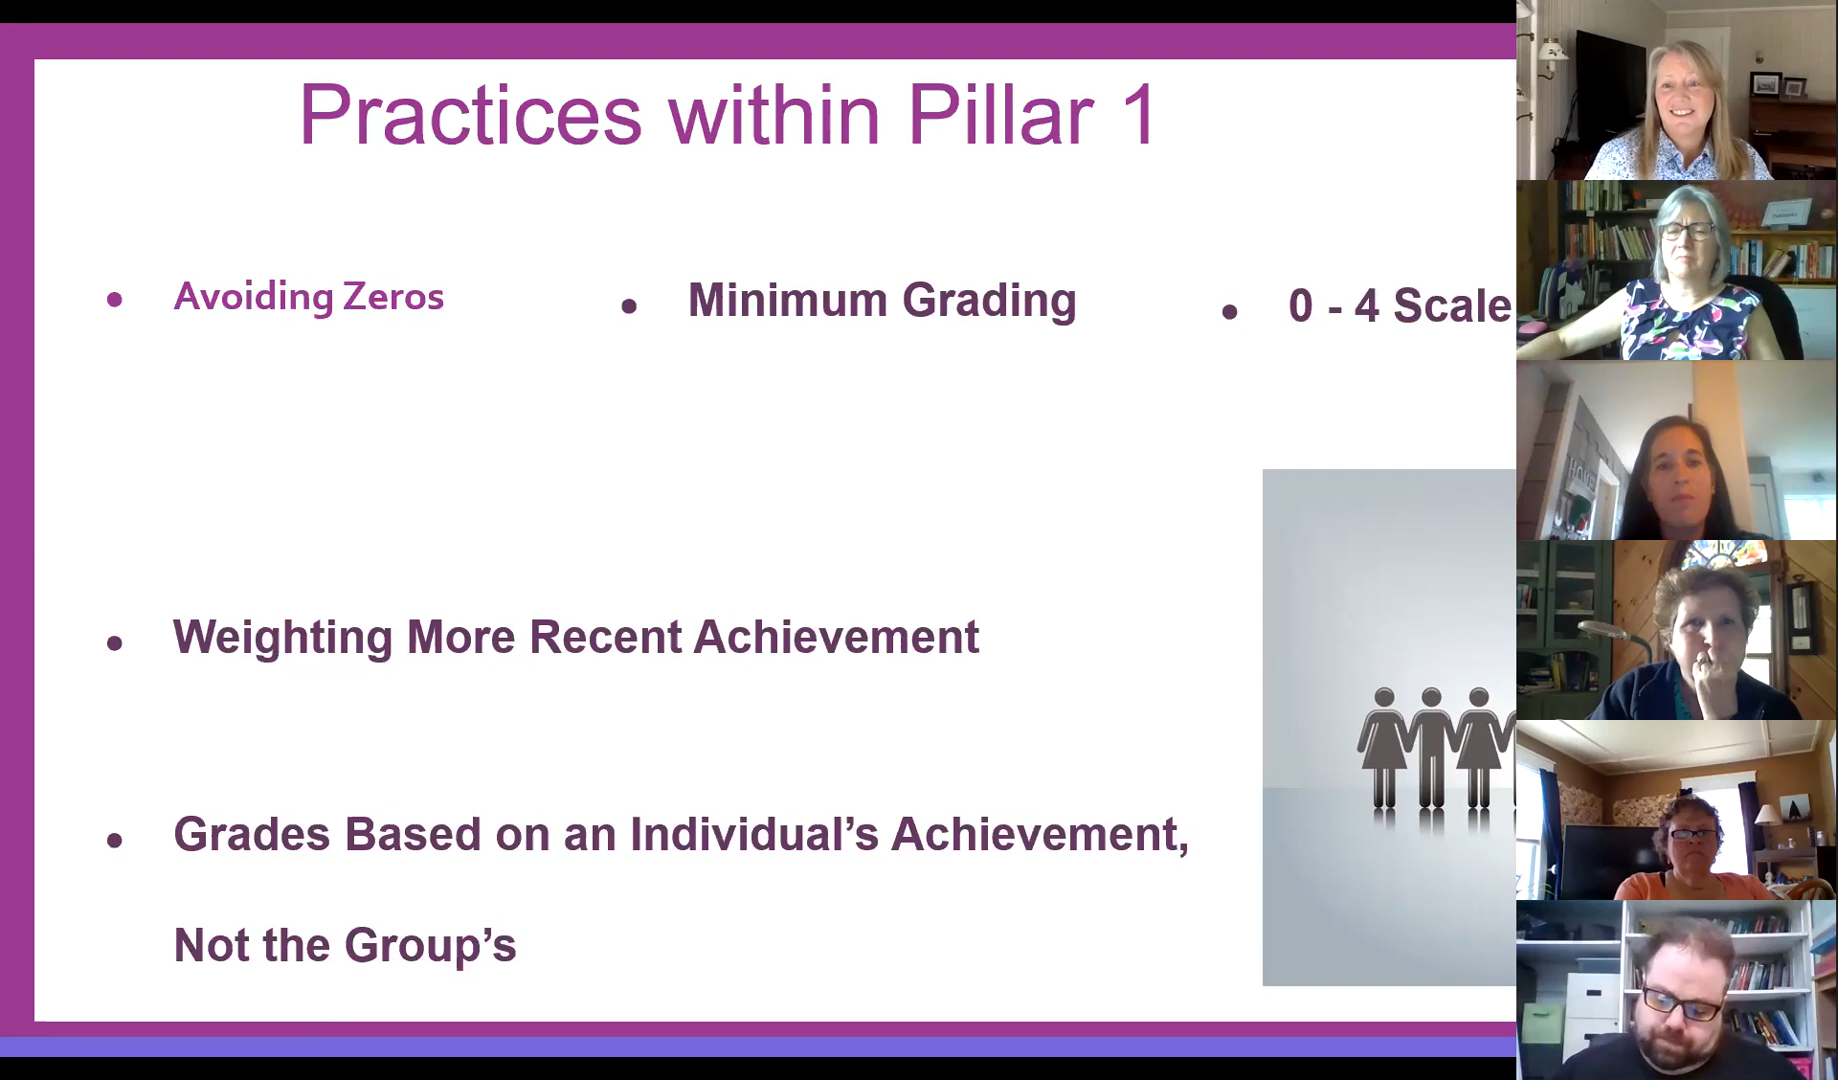 Practices within Pillar 1
• Avoiding Zeros
• Minimum Grading
• 0 - 4 Scale
• Weighting More Recent Achievement
• Grades Based on an Individual’s Achievement,
Not the Group’s
HOME